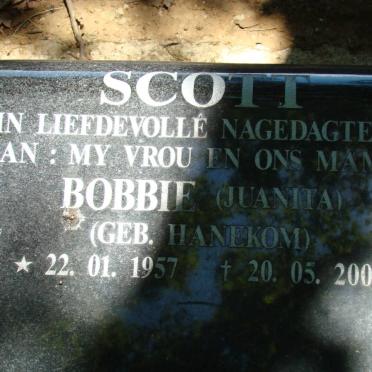 SCOTT
IN LIEFDEVOLLE NAGEDAGTE
AN : MY VROU EN ONS MAM
BOBBIE (JUANITA)
(GEB. HANEKOM)
★ 22. 01. 1957 † 20. 05. 200